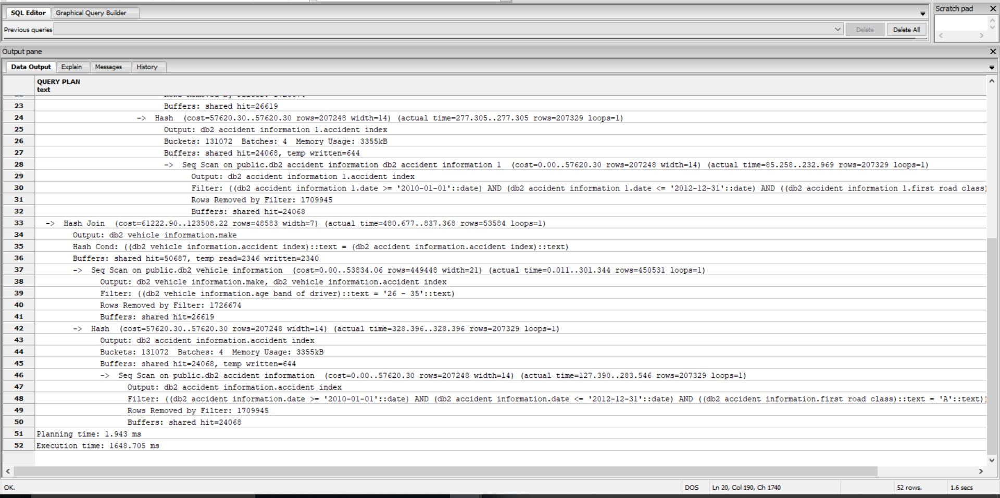 SQL Editor Graphical Query Builder
Scratch pad
Previous queries Delete Delete All
Output pane
Data Output Explain Messages History
QUERY PLAN
text
22 Rows Removed by Filter: 1726674
23 Buffers: shared hit=26619
24 -> Hash (cost=57620.30..57620.30 rows=207248 width=14) (actual time=277.305..277.305 rows=207329 loops=1)
25 Output: db2 accident information 1.accident index
26 Buckets: 131072 Batches: 4 Memory Usage: 3355kB
27 Buffers: shared hit=24068, temp written=644
28 -> Seq Scan on public.db2 accident information db2 accident information 1 (cost=0.00..57620.30 rows=207248 width=14) (actual time=85.258..232.969 rows=207329 loops=1)
29 Output: db2 accident information 1.accident index
30 Filter: ((db2 accident information 1.date >= '2010-01-01'::date) AND (db2 accident information 1.date <= '2012-12-31'::date) AND ((db2 accident information 1.first road class)
31 Rows Removed by Filter: 1709945
32 Buffers: shared hit=24068
33 -> Hash Join (cost=61222.90..123508.22 rows=48583 width=7) (actual time=480.677..837.368 rows=53584 loops=1)
34 Output: db2 vehicle information.make
35 Hash Cond: ((db2 vehicle information.accident index)::text = (db2 accident information.accident index)::text)
36 Buffers: shared hit=50687, temp read=2346 written=2340
37 -> Seq Scan on public.db2 vehicle information (cost=0.00..53834.06 rows=449448 width=21) (actual time=0.011..301.344 rows=450531 loops=1)
38 Output: db2 vehicle information.make, db2 vehicle information.accident index
39 Filter: ((db2 vehicle information.age band of driver)::text = '26 - 35'::text)
40 Rows Removed by Filter: 1726674
41 Buffers: shared hit=26619
42 -> Hash (cost=57620.30..57620.30 rows=207248 width=14) (actual time=328.396..328.396 rows=207329 loops=1)
43 Output: db2 accident information.accident index
44 Buckets: 131072 Batches: 4 Memory Usage: 3355kB
45 Buffers: shared hit=24068, temp written=644
46 -> Seq Scan on public.db2 accident information (cost=0.00..57620.30 rows=207248 width=14) (actual time=127.390..283.546 rows=207329 loops=1)
47 Output: db2 accident information.accident index
48 Filter: ((db2 accident information.date >= '2010-01-01'::date) AND (db2 accident information.date <= '2012-12-31'::date) AND ((db2 accident information.first road class)::text = 'A'::text))
49 Rows Removed by Filter: 1709945
50 Buffers: shared hit=24068
51 Planning time: 1.943 ms
52 Execution time: 1648.705 ms
OK. DOS Ln 20, Col 190, Ch 1740 52 rows. 1.6 secs